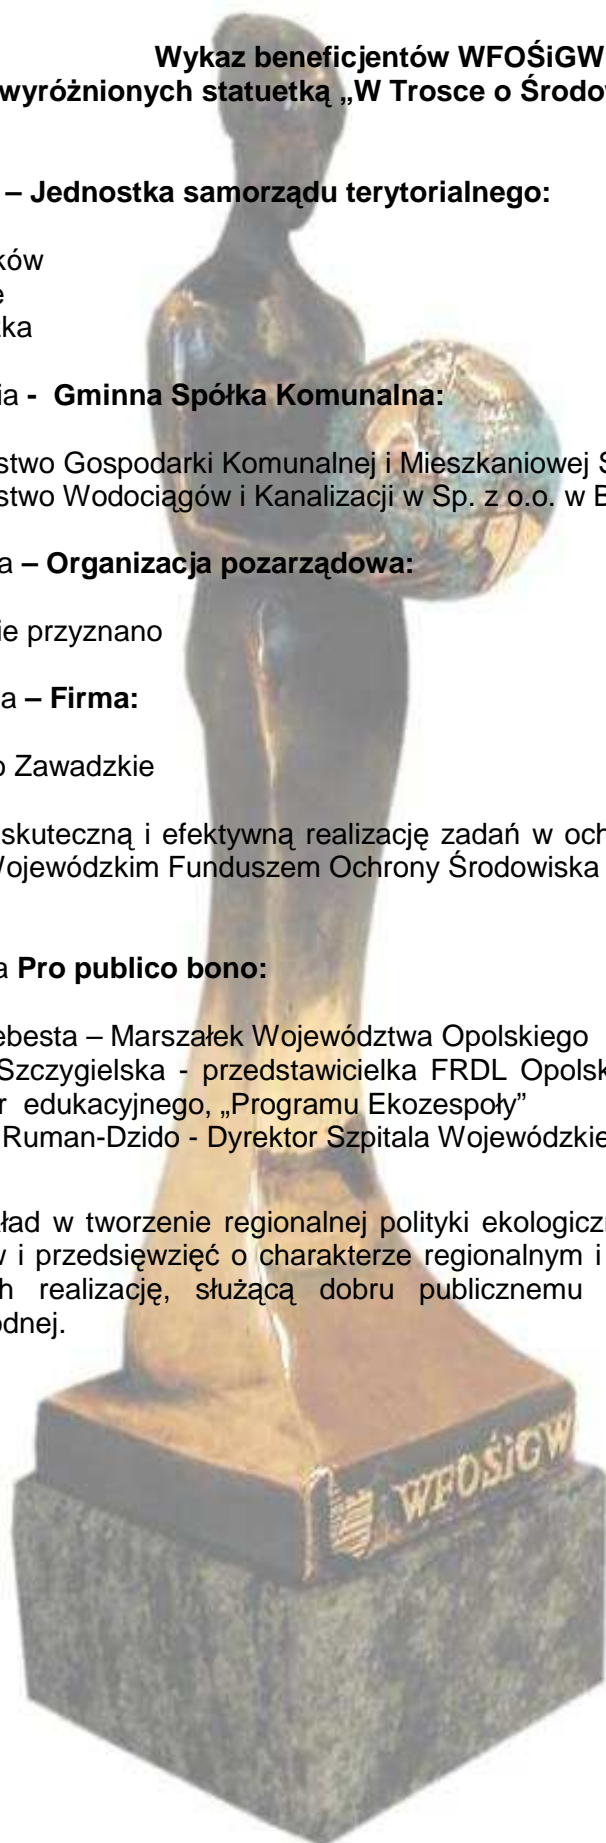 Wykaz beneficjentów WFOŚiGW
wyróżnionych statuetką „W Trosce o Środow
– Jednostka samorządu terytorialnego:
ków
e
zka
ia - Gminna Spółka Komunalna:
stwo Gospodarki Komunalnej i Mieszkaniowej S
stwo Wodociągów i Kanalizacji w Sp. z o.o. w B
a – Organizacja pozarządowa:
ie przyznano
a – Firma:
o Zawadzkie
skuteczną i efektywną realizację zadań w och
Wojewódzkim Funduszem Ochrony Środowiska
a Pro publico bono:
ebesta – Marszałek Województwa Opolskiego
Szczygielska - przedstawicielka FRDL Opolsk
r edukacyjnego, „Programu Ekozespoły”
Ruman-Dzido - Dyrektor Szpitala Wojewódzkie
ład w tworzenie regionalnej polityki ekologiczn
w i przedsięwzięć o charakterze regionalnym i
h realizację, służącą dobru publicznemu
odnej.
WFOŚiGW